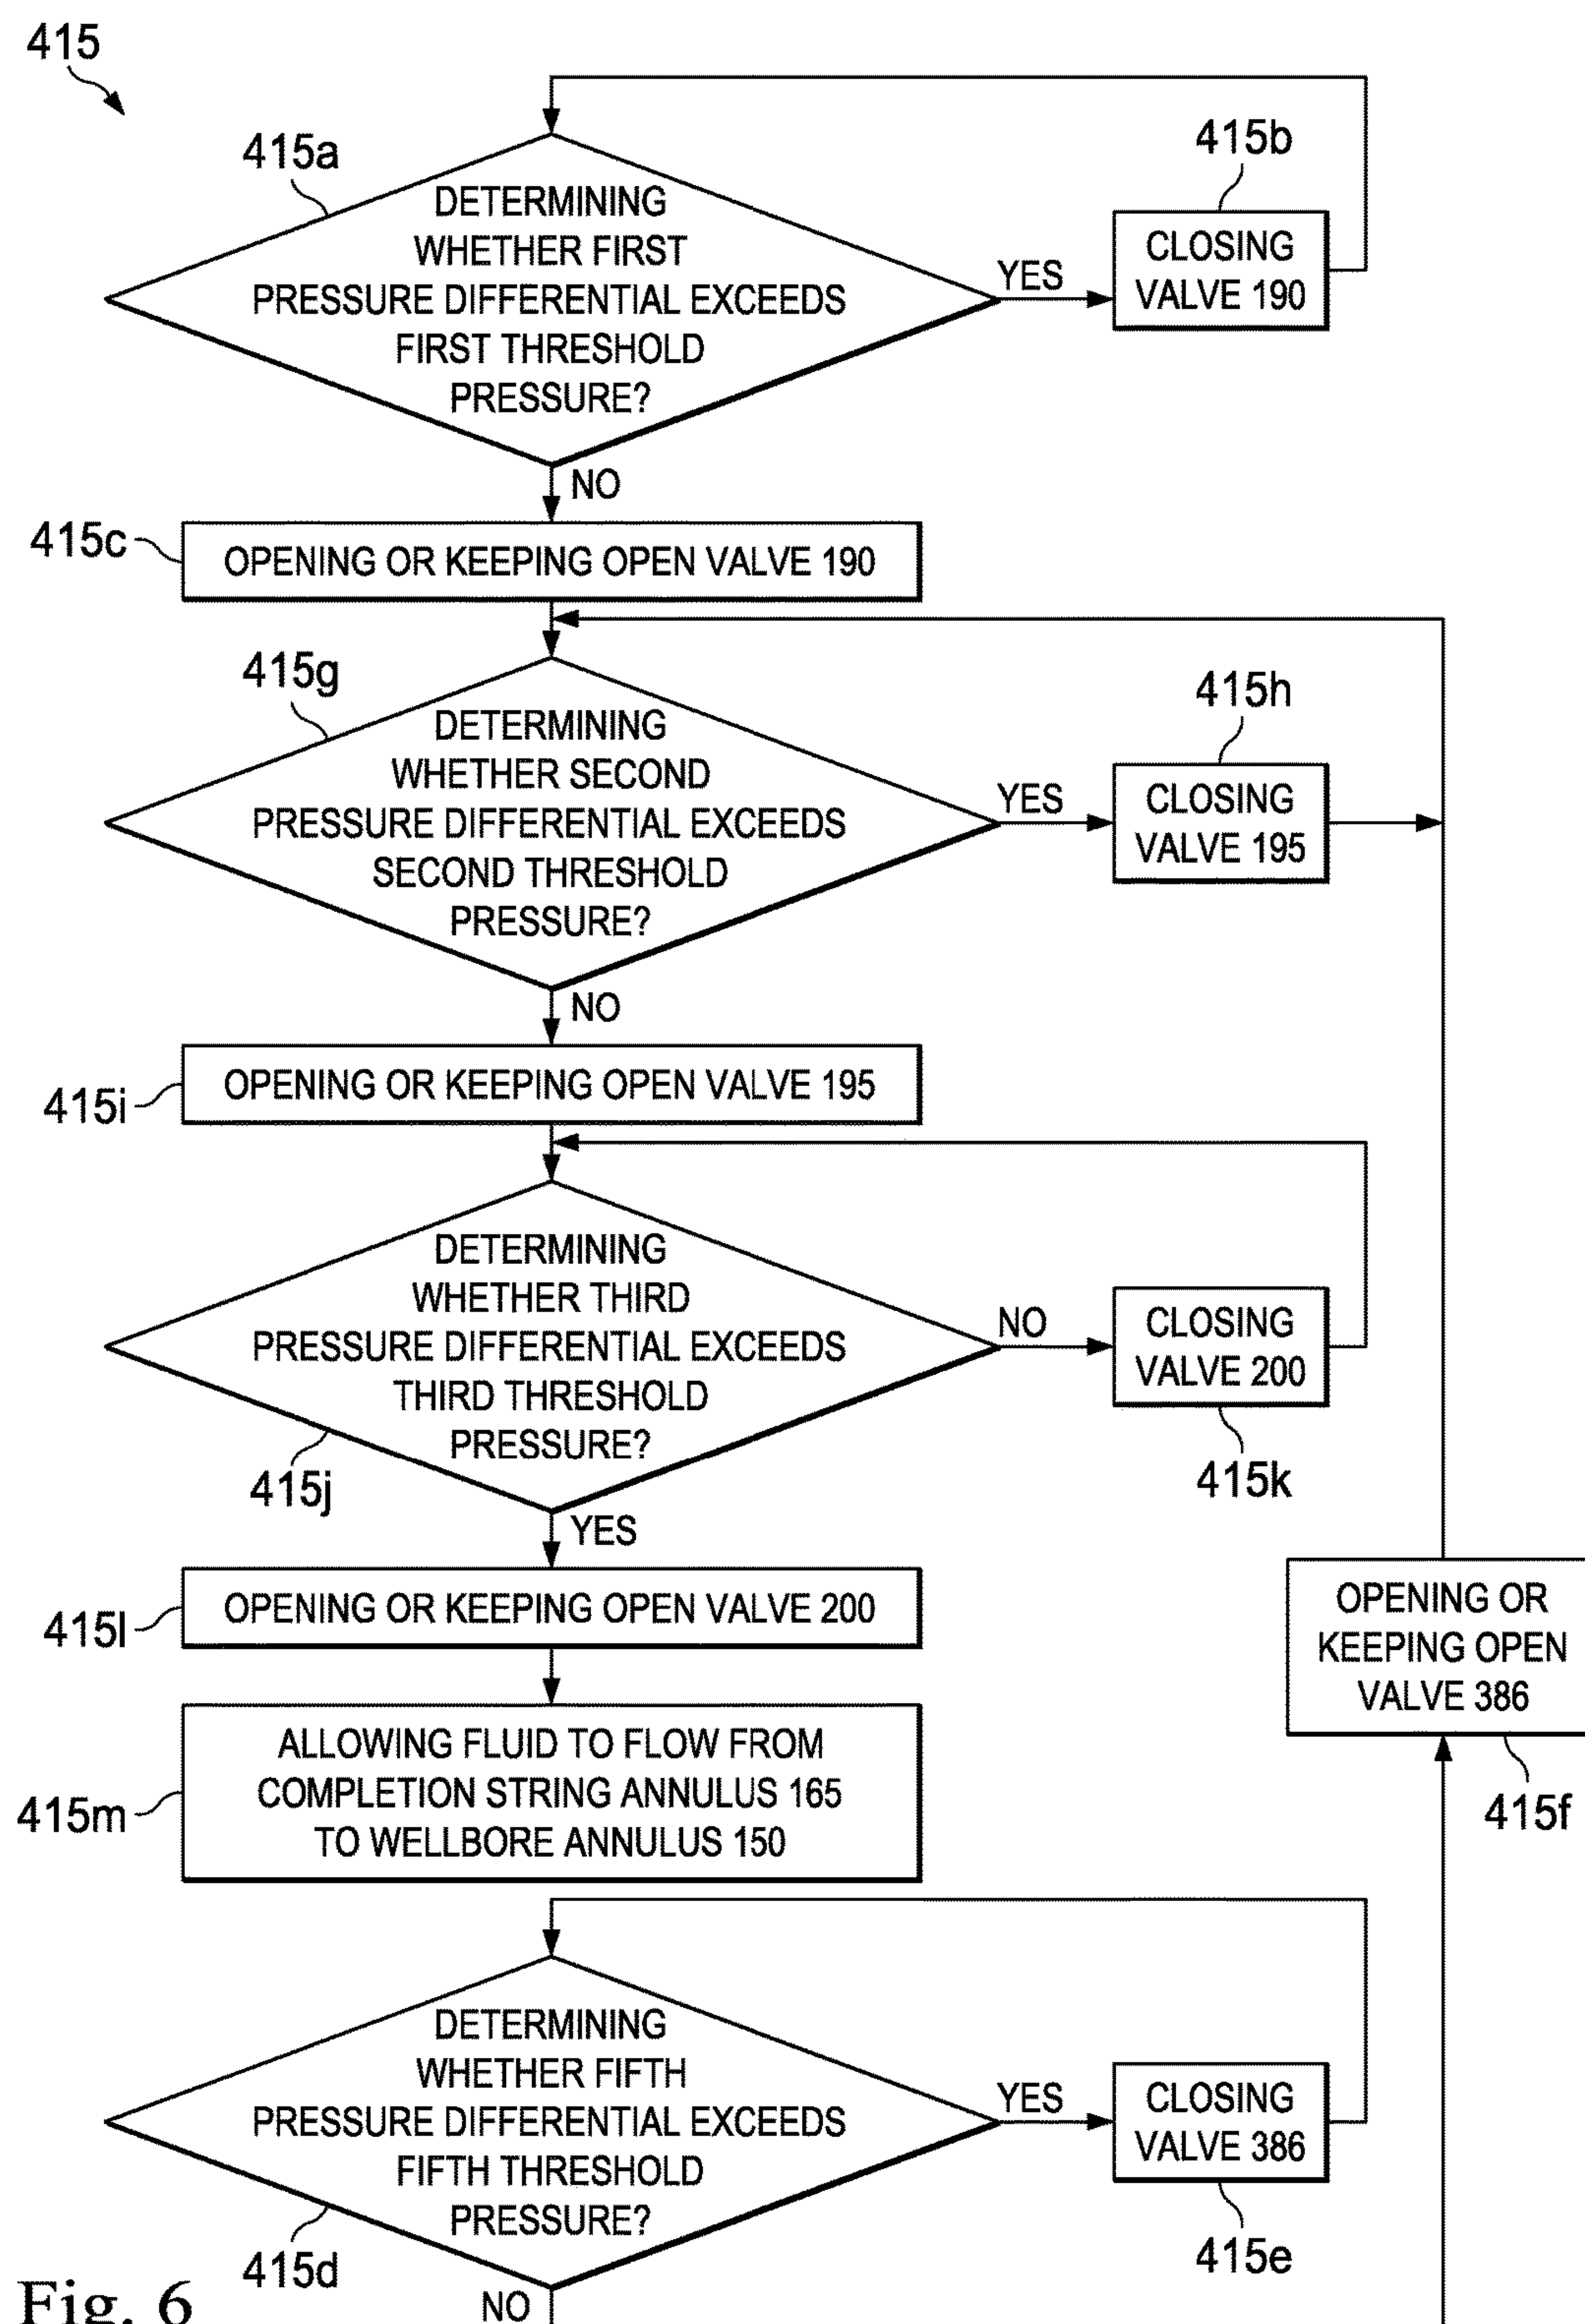 415
415a
DETERMINING
WHETHER FIRST
PRESSURE DIFFERENTIAL EXCEEDS
FIRST THRESHOLD
PRESSURE?
YES
415b
CLOSING
VALVE 190
NO
415c
OPENING OR KEEPING OPEN VALVE 190
415g
DETERMINING
WHETHER SECOND
PRESSURE DIFFERENTIAL EXCEEDS
SECOND THRESHOLD
PRESSURE?
YES
415h
CLOSING
VALVE 195
NO
415i
OPENING OR KEEPING OPEN VALVE 195
415j
DETERMINING
WHETHER THIRD
PRESSURE DIFFERENTIAL EXCEEDS
THIRD THRESHOLD
PRESSURE?
NO
CLOSING
VALVE 200
415k
YES
415l
OPENING OR KEEPING OPEN VALVE 200
OPENING OR
KEEPING OPEN
VALVE 386
415f
415m
ALLOWING FLUID TO FLOW FROM
COMPLETION STRING ANNULUS 165
TO WELLBORE ANNULUS 150
DETERMINING
WHETHER FIFTH
PRESSURE DIFFERENTIAL EXCEEDS
FIFTH THRESHOLD
PRESSURE?
415d
YES
CLOSING
VALVE 386
415e
NO
Fig. 6